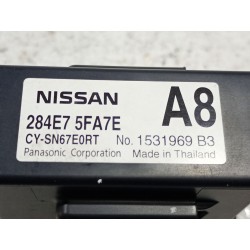 NISSAN A8
284E7 5FA7E
CY-SN67E0RT No. 1531969 B3
Panasonic Corporation Made in Thailand